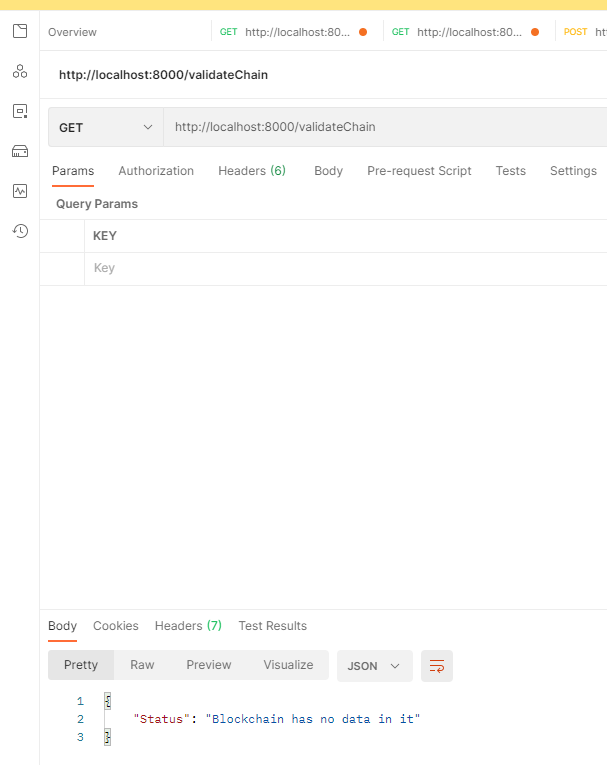 Overview GET http://localhost:80... GET http://localhost:80... POST
http://localhost:8000/validateChain
GET http://localhost:8000/validateChain
Params Authorization Headers (6) Body Pre-request Script Tests Settings
Query Params
KEY
Key
Body Cookies Headers (7) Test Results
Pretty Raw Preview Visualize JSON
1 {
2 "Status": "Blockchain has no data in it"
3 }